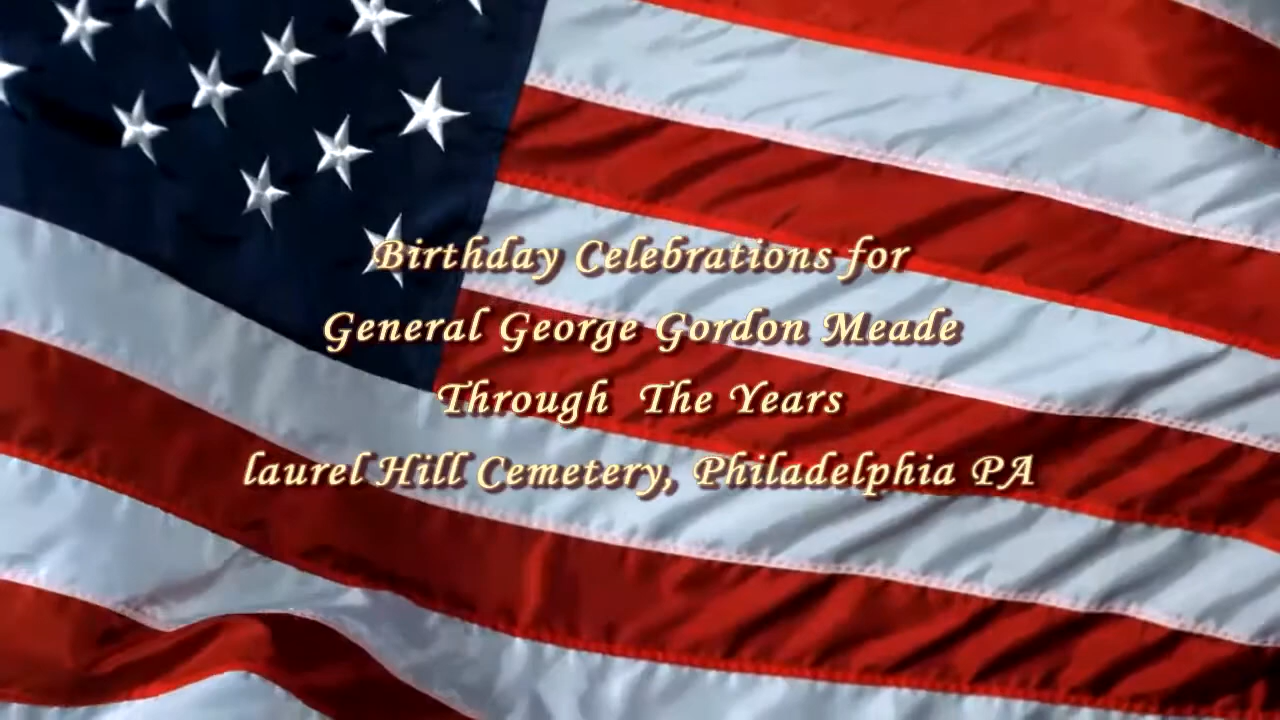 Birthday Celebrations for
General George Gordon Meade
Through The Years
laurel Hill Cemetery, Philadelphia PA